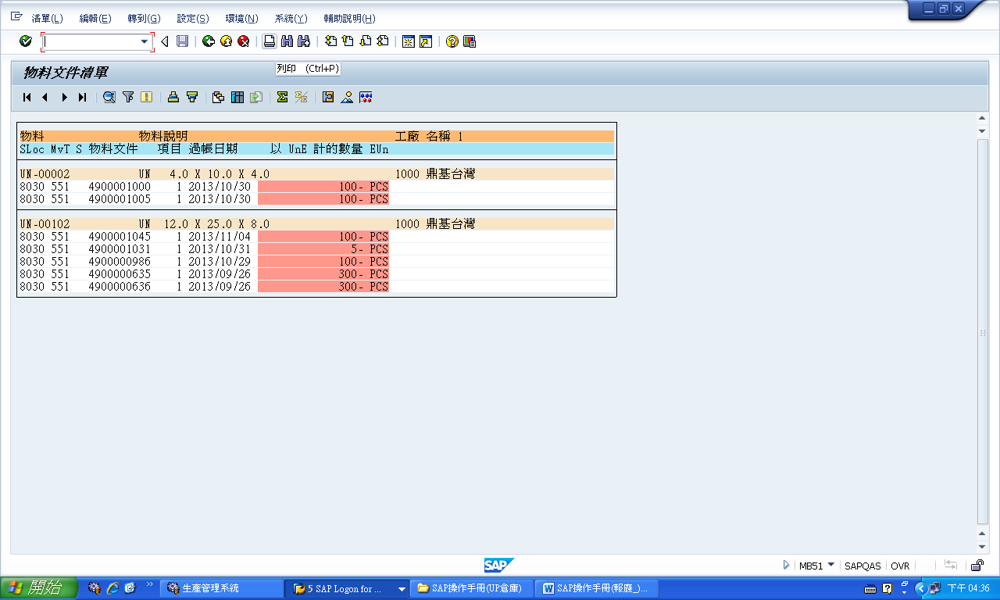 清單(L) 編輯(E) 轉到(G) 設定(S) 環境(N) 系統(Y) 輔助說明(H)
列印 (Ctrl+P)
物料文件清單
物料 物料說明 工廠 名稱 1
SLoc MvT S 物料文件 項目 過帳日期 以 UnE 計的數量 EUn
UN-00002 UN 4.0 X 10.0 X 4.0 1000 鼎基台灣
8030 551 4900001000 1 2013/10/30 100- PCS
8030 551 4900001005 1 2013/10/30 100- PCS
UN-00102 UN 12.0 X 25.0 X 8.0 1000 鼎基台灣
8030 551 4900001045 1 2013/11/04 100- PCS
8030 551 4900001031 1 2013/10/31 5- PCS
8030 551 4900000986 1 2013/10/29 100- PCS
8030 551 4900000635 1 2013/09/26 300- PCS
8030 551 4900000636 1 2013/09/26 300- PCS
SAP
MB51 SAPQAS OVR
開始 生產管理系統 5 SAP Logon for ... SAP操作手冊(UP倉庫) SAP操作手冊(報廢_)... 下午 04:36